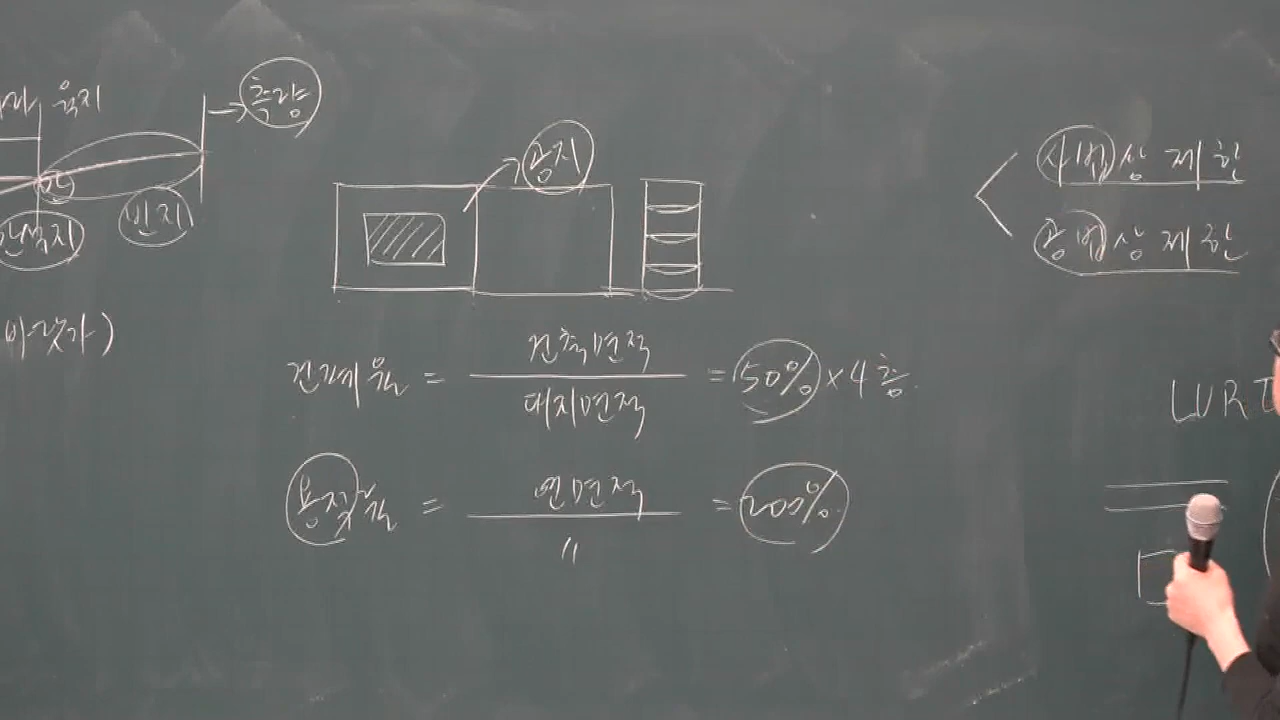 육지
측량
빈지
공지
건폐율 = 건축면적 / 대지면적 = 50% × 4층
용적율 = 연면적 / 〃 = 200%
사법상 제한
공법상 제한
LURI